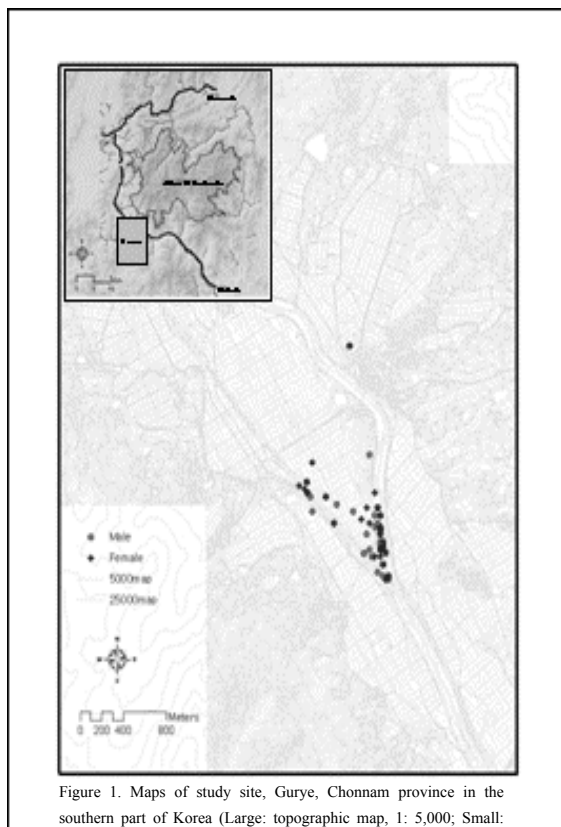 Male
Female
5000map
25000map
Meters
0 200 400 800
Figure 1. Maps of study site, Gurye, Chonnam province in the
southern part of Korea (Large: topographic map, 1: 5,000; Small: